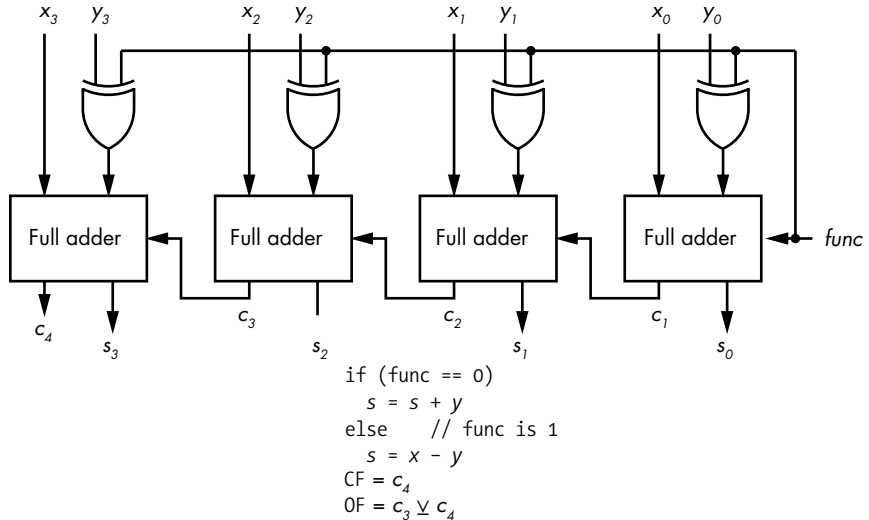 x₃ y₃ x₂ y₂ x₁ y₁ x₀ y₀
Full adder Full adder Full adder Full adder func
c₄ s₃ c₃ s₂ c₂ s₁ c₁ s₀
if (func == 0)
s = s + y
else // func is 1
s = x – y
CF = c₄
OF = c₃ ⊻ c₄